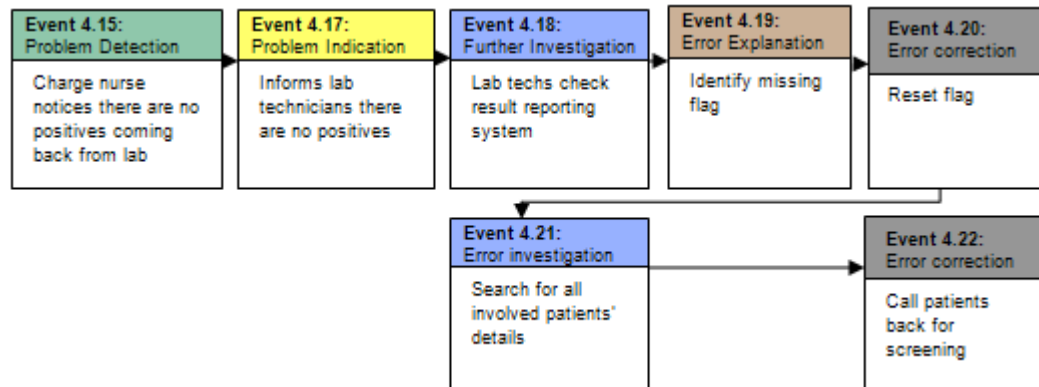 Event 4.15:
Problem Detection
Charge nurse
notices there are no
positives coming
back from lab
Event 4.17:
Problem Indication
Informs lab
technicians there
are no positives
Event 4.18:
Further Investigation
Lab techs check
result reporting
system
Event 4.19:
Error Explanation
Identify missing
flag
Event 4.20:
Error correction
Reset flag
Event 4.21:
Error investigation
Search for all
involved patients'
details
Event 4.22:
Error correction
Call patients
back for
screening